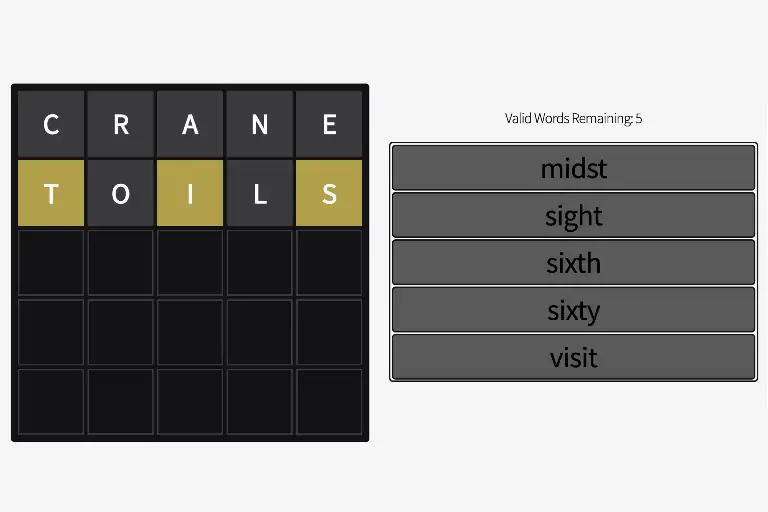 C R A N E
T O I L S
Valid Words Remaining: 5
midst
sight
sixth
sixty
visit